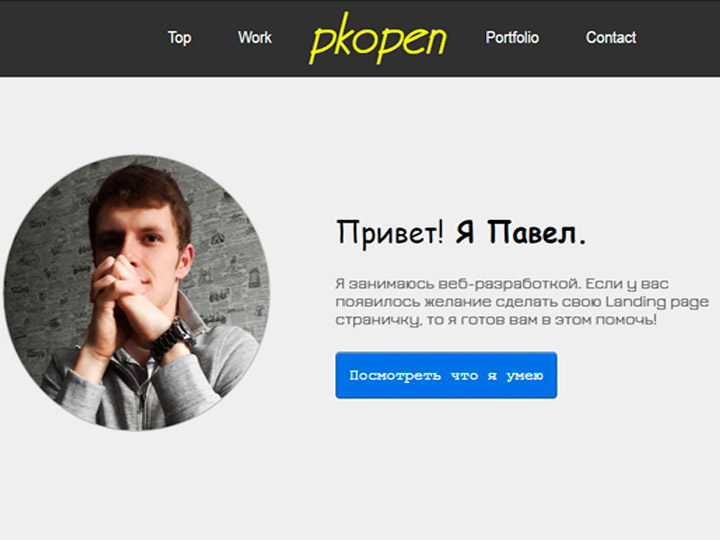 Top Work pkopen Portfolio Contact
Привет! Я Павел.
Я занимаюсь веб-разработкой. Если у вас
появилось желание сделать свою Landing page
страничку, то я готов вам в этом помочь!
Посмотреть что я умею